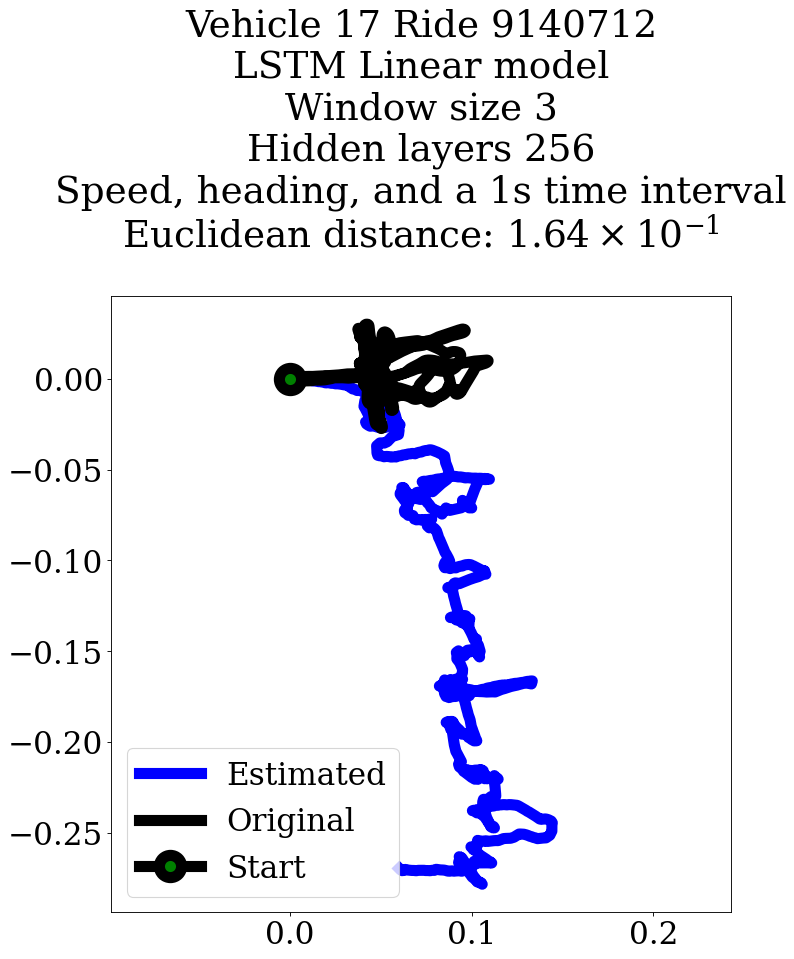 Vehicle 17 Ride 9140712
LSTM Linear model
Window size 3
Hidden layers 256
Speed, heading, and a 1s time interval
Euclidean distance: 1.64 × 10⁻¹
0.00
−0.05
−0.10
−0.15
−0.20
−0.25
Estimated
Original
Start
0.0
0.1
0.2